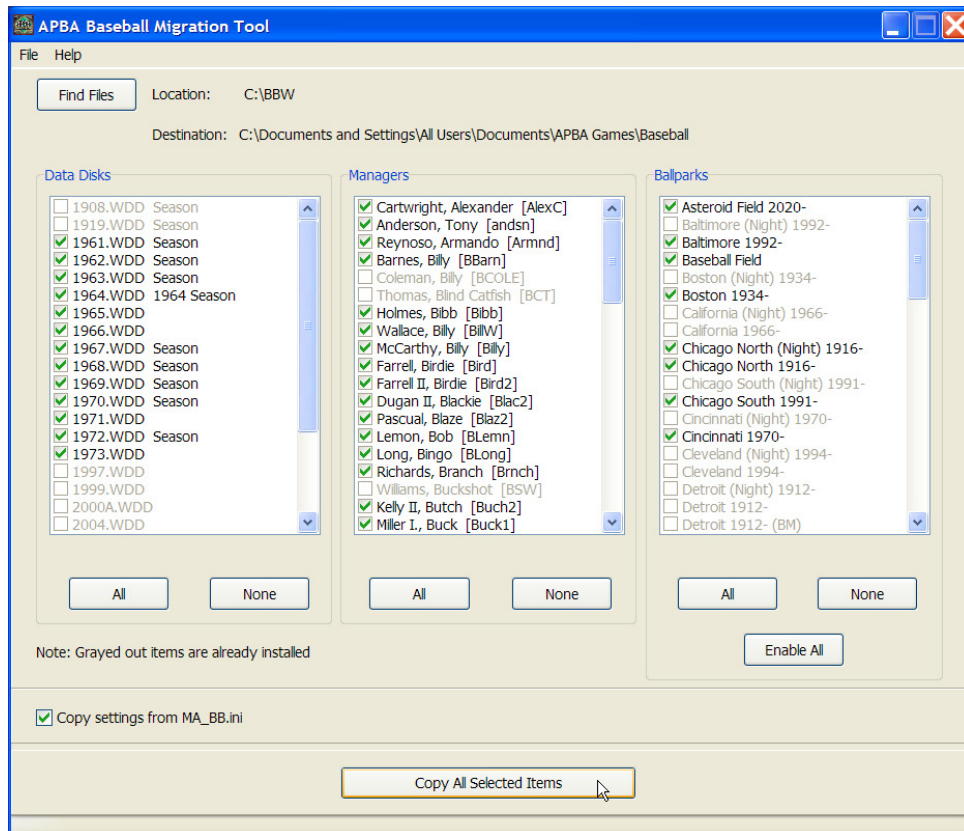 APBA Baseball Migration Tool
File Help
Find Files Location: C:\BBW
Destination: C:\Documents and Settings\All Users\Documents\APBA Games\Baseball
Data Disks
1908.WDD Season
1919.WDD Season
1961.WDD Season
1962.WDD Season
1963.WDD Season
1964.WDD 1964 Season
1965.WDD
1966.WDD
1967.WDD Season
1968.WDD Season
1969.WDD Season
1970.WDD Season
1971.WDD
1972.WDD Season
1973.WDD
1997.WDD
1999.WDD
2000A.WDD
2004.WDD
All None
Managers
Cartwright, Alexander [AlexC]
Anderson, Tony [andsn]
Reynoso, Armando [Armnd]
Barnes, Billy [BBarn]
Coleman, Billy [BCOLE]
Thomas, Blind Catfish [BCT]
Holmes, Bibb [Bibb]
Wallace, Billy [BillW]
McCarthy, Billy [Billy]
Farrell, Birdie [Bird]
Farrell II, Birdie [Bird2]
Dugan II, Blackie [Blac2]
Pascual, Blaze [Blaz2]
Lemon, Bob [BLemn]
Long, Bingo [BLong]
Richards, Branch [Brnch]
Williams, Buckshot [BSW]
Kelly II, Butch [Buch2]
Miller I., Buck [Buck1]
All None
Ballparks
Asteroid Field 2020-
Baltimore (Night) 1992-
Baltimore 1992-
Baseball Field
Boston (Night) 1934-
Boston 1934-
California (Night) 1966-
California 1966-
Chicago North (Night) 1916-
Chicago North 1916-
Chicago South (Night) 1991-
Chicago South 1991-
Cincinnati (Night) 1970-
Cincinnati 1970-
Cleveland (Night) 1994-
Cleveland 1994-
Detroit (Night) 1912-
Detroit 1912-
Detroit 1912- (BM)
All None
Enable All
Note: Grayed out items are already installed
Copy settings from MA_BB.ini
Copy All Selected Items